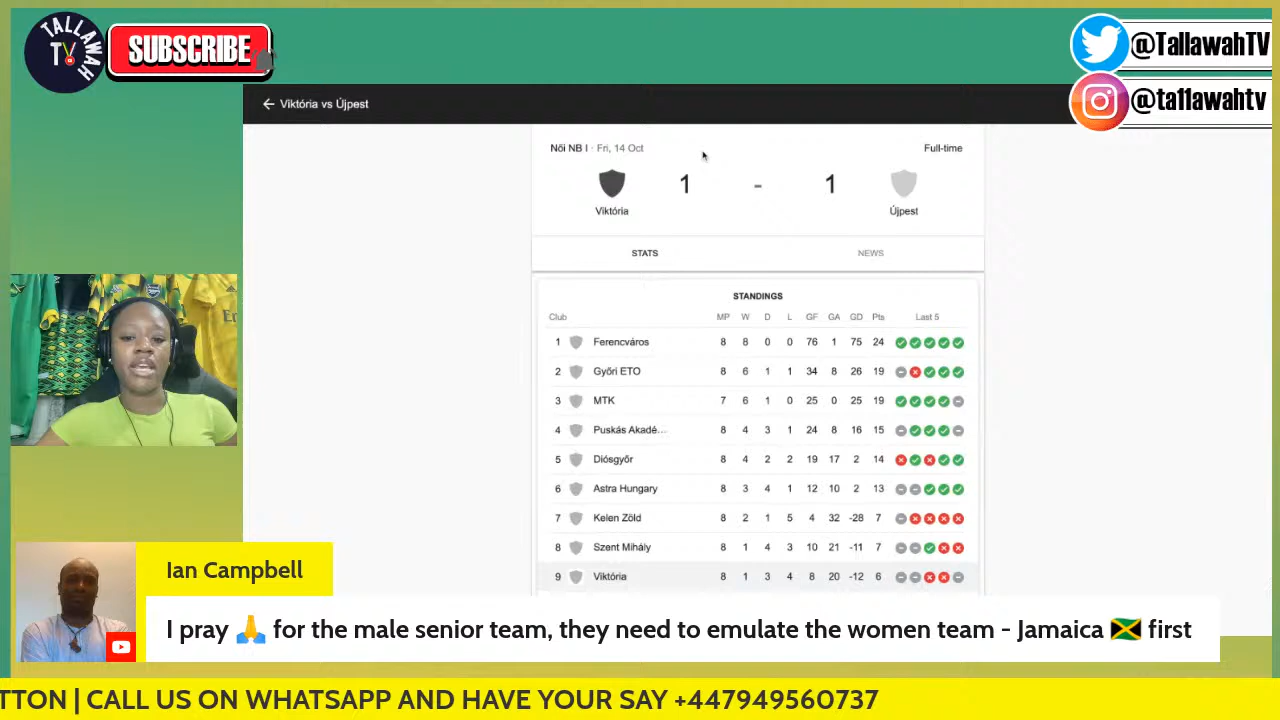 TALLAWAH
TV
SUBSCRIBE
@TallawahTV
@ta11awahtv
Viktória vs Újpest
Női NB I · Fri, 14 Oct
Full-time
1 - 1
Viktória
Újpest
STATS
NEWS
STANDINGS
Club MP W D L GF GA GD Pts Last 5
1 Ferencváros 8 8 0 0 76 1 75 24
2 Győri ETO 8 6 1 1 34 8 26 19
3 MTK 7 6 1 0 25 0 25 19
4 Puskás Akadé... 8 4 3 1 24 8 16 15
5 Diósgyőr 8 4 2 2 19 17 2 14
6 Astra Hungary 8 3 4 1 12 10 2 13
7 Kelen Zöld 8 2 1 5 4 32 -28 7
8 Szent Mihály 8 1 4 3 10 21 -11 7
9 Viktória 8 1 3 4 8 20 -12 6
Ian Campbell
I pray 🙏 for the male senior team, they need to emulate the women team - Jamaica 🇯🇲 first
TTON | CALL US ON WHATSAPP AND HAVE YOUR SAY +447949560737